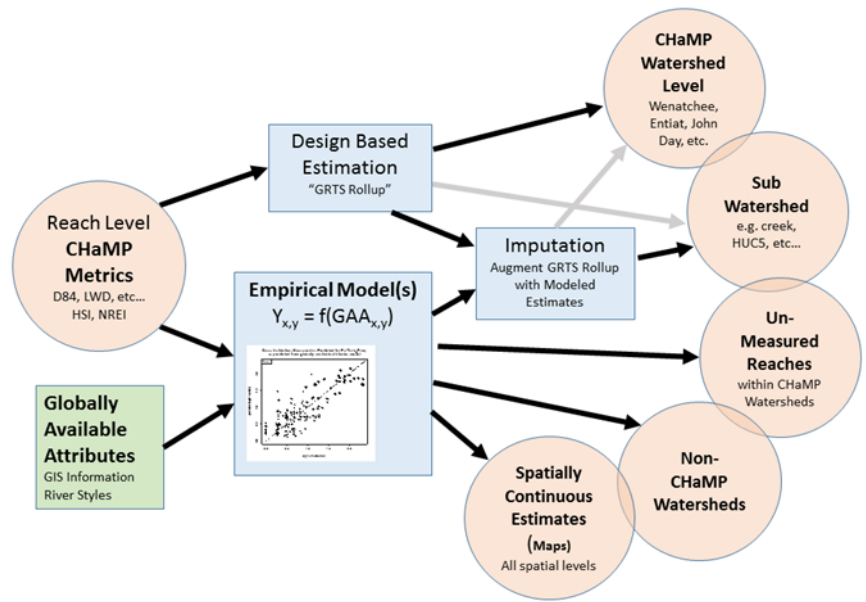 CHaMP
Watershed
Level
Wenatchee,
Entiat, John
Day, etc.
Design Based
Estimation
“GRTS Rollup”
Sub
Watershed
e.g. creek,
HUC5, etc...
Reach Level
CHaMP
Metrics
D84, LWD, etc...
HSI, NREI
Imputation
Augment GRTS Rollup
with Modeled
Estimates
Empirical Model(s)
Yx,y = f(GAAx,y)
Un-
Measured
Reaches
within CHaMP
Watersheds
Globally
Available
Attributes
GIS Information
River Styles
Non-
CHaMP
Watersheds
Spatially
Continuous
Estimates
(Maps)
All spatial levels